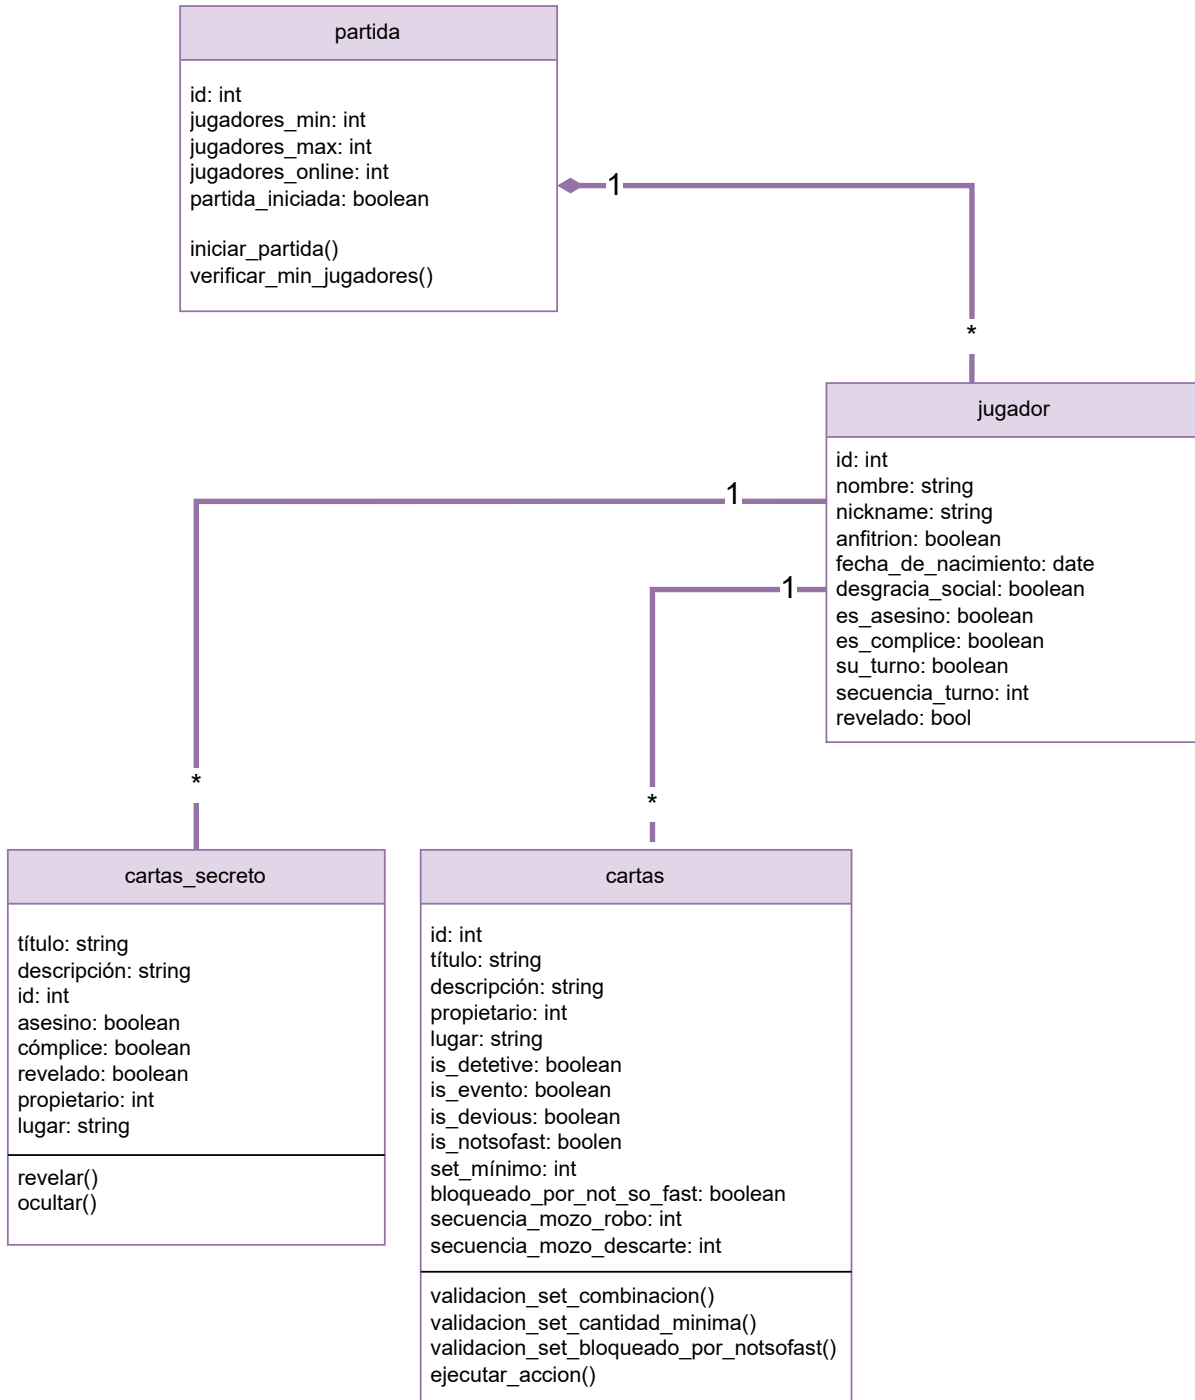 partida
id: int
jugadores_min: int
jugadores_max: int
jugadores_online: int
partida_iniciada: boolean
iniciar_partida()
verificar_min_jugadores()
1
*
jugador
id: int
nombre: string
nickname: string
anfitrion: boolean
fecha_de_nacimiento: date
desgracia_social: boolean
es_asesino: boolean
es_complice: boolean
su_turno: boolean
secuencia_turno: int
revelado: bool
1
*
1
*
cartas_secreto
título: string
descripción: string
id: int
asesino: boolean
cómplice: boolean
revelado: boolean
propietario: int
lugar: string
revelar()
ocultar()
cartas
id: int
título: string
descripción: string
propietario: int
lugar: string
is_detetive: boolean
is_evento: boolean
is_devious: boolean
is_notsofast: boolen
set_mínimo: int
bloqueado_por_not_so_fast: boolean
secuencia_mozo_robo: int
secuencia_mozo_descarte: int
validacion_set_combinacion()
validacion_set_cantidad_minima()
validacion_set_bloqueado_por_notsofast()
ejecutar_accion()